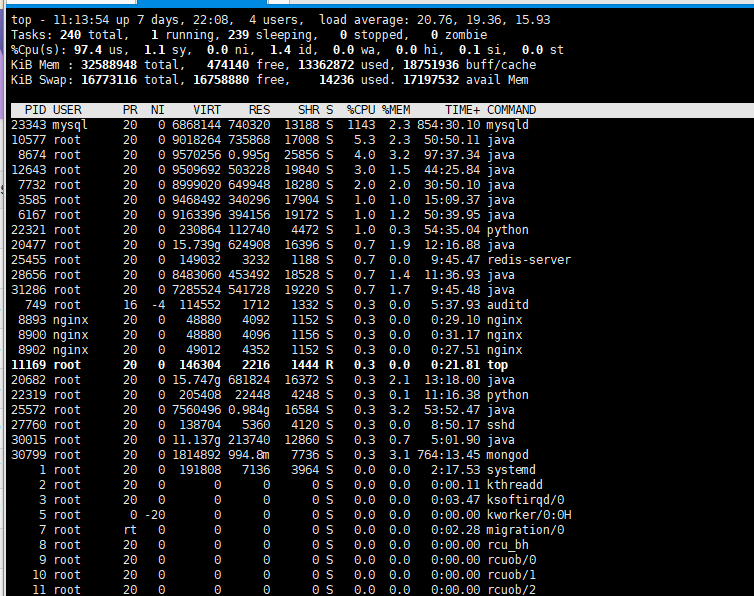 top - 11:13:54 up 7 days, 22:08,  4 users,  load average: 20.76, 19.36, 15.93
Tasks: 240 total,   1 running, 239 sleeping,   0 stopped,   0 zombie
%Cpu(s): 97.4 us,  1.1 sy,  0.0 ni,  1.4 id,  0.0 wa,  0.0 hi,  0.1 si,  0.0 st
KiB Mem : 32588948 total,   474140 free, 13362872 used, 18751936 buff/cache
KiB Swap: 16773116 total, 16758880 free,    14236 used. 17197532 avail Mem
PID USER PR NI VIRT RES SHR S %CPU %MEM TIME+ COMMAND
23343 mysql 20 0 6868144 740320 13188 S 1143 2.3 854:30.10 mysqld
10577 root 20 0 9018264 735868 17008 S 5.3 2.3 50:50.11 java
8674 root 20 0 9570256 0.995g 25856 S 4.0 3.2 97:37.34 java
12643 root 20 0 9509692 503228 19840 S 3.0 1.5 44:25.84 java
7732 root 20 0 8999020 649948 18280 S 2.0 2.0 30:50.10 java
3585 root 20 0 9468492 340296 17904 S 1.0 1.0 15:09.37 java
6167 root 20 0 9163396 394156 19172 S 1.0 1.2 50:39.95 java
22321 root 20 0 230864 112740 4472 S 1.0 0.3 54:35.04 python
20477 root 20 0 15.739g 624908 16396 S 0.7 1.9 12:16.88 java
25455 root 20 0 149032 3232 1188 S 0.7 0.0 9:45.47 redis-server
28656 root 20 0 8483060 453492 18528 S 0.7 1.4 11:36.93 java
31286 root 20 0 7285524 541728 19220 S 0.7 1.7 9:45.48 java
749 root 16 -4 114552 1712 1332 S 0.3 0.0 5:37.93 auditd
8893 nginx 20 0 48880 4092 1152 S 0.3 0.0 0:29.10 nginx
8900 nginx 20 0 48880 4096 1156 S 0.3 0.0 0:31.17 nginx
8902 nginx 20 0 49012 4352 1152 S 0.3 0.0 0:27.51 nginx
11169 root 20 0 146304 2216 1444 R 0.3 0.0 0:21.81 top
20682 root 20 0 15.747g 681824 16372 S 0.3 2.1 13:18.00 java
22319 root 20 0 205408 22448 4248 S 0.3 0.1 11:16.38 python
25572 root 20 0 7560496 0.984g 16584 S 0.3 3.2 53:52.47 java
27760 root 20 0 138704 5360 4120 S 0.3 0.0 8:50.17 sshd
30015 root 20 0 11.137g 213740 12860 S 0.3 0.7 5:01.90 java
30799 root 20 0 1814892 994.8m 7736 S 0.3 3.1 764:13.45 mongod
1 root 20 0 191808 7136 3964 S 0.0 0.0 2:17.53 systemd
2 root 20 0 0 0 0 S 0.0 0.0 0:00.11 kthreadd
3 root 20 0 0 0 0 S 0.0 0.0 0:03.47 ksoftirqd/0
5 root 0 -20 0 0 0 S 0.0 0.0 0:00.00 kworker/0:0H
7 root rt 0 0 0 0 S 0.0 0.0 0:02.28 migration/0
8 root 20 0 0 0 0 S 0.0 0.0 0:00.00 rcu_bh
9 root 20 0 0 0 0 S 0.0 0.0 0:00.00 rcuob/0
10 root 20 0 0 0 0 S 0.0 0.0 0:00.00 rcuob/1
11 root 20 0 0 0 0 S 0.0 0.0 0:00.00 rcuob/2